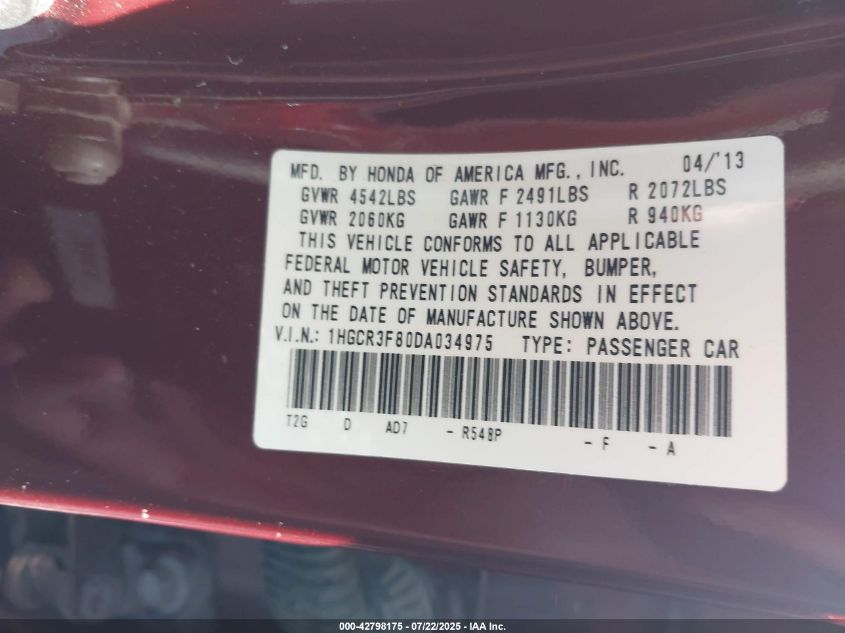 MFD. BY HONDA OF AMERICA MFG., INC. 04/'13
GVWR 4542LBS GAWR F 2491LBS R 2072LBS
GVWR 2060KG GAWR F 1130KG R 940KG
THIS VEHICLE CONFORMS TO ALL APPLICABLE
FEDERAL MOTOR VEHICLE SAFETY, BUMPER,
AND THEFT PREVENTION STANDARDS IN EFFECT
ON THE DATE OF MANUFACTURE SHOWN ABOVE.
V.I.N.: 1HGCR3F80DA034975 TYPE: PASSENGER CAR
T2G D AD7 - R548P - F - A
000-42798175 - 07/22/2025 - IAA Inc.